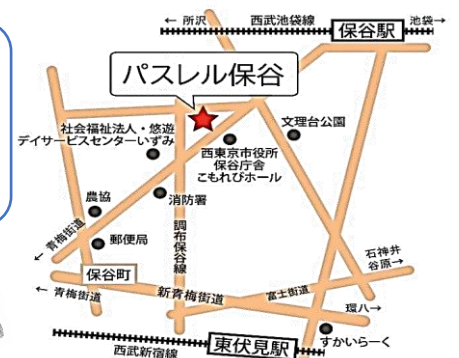 ← 所沢
西武池袋線
保谷駅
池袋→
パスレル保谷
社会福祉法人・悠遊
デイサービスセンターいずみ
文理台公園
西東京市役所
保谷庁舎
こもれびホール
消防署
農協
← 青梅街道
郵便局
調布保谷線
保谷町
← 青梅街道
新青梅街道
富士街道
石神井
谷原→
環八→
すかいらーく
東伏見駅
西武新宿線